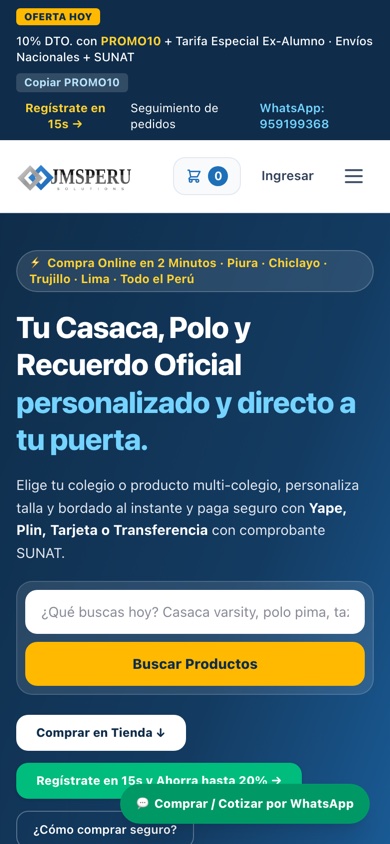 OFERTA HOY
10% DTO. con PROMO10 + Tarifa Especial Ex-Alumno · Envíos
Nacionales + SUNAT
Copiar PROMO10
Regístrate en
15s →
Seguimiento de
pedidos
WhatsApp:
959199368
JMSPERU
SOLUTIONS
0
Ingresar
⚡ Compra Online en 2 Minutos · Piura · Chiclayo ·
Trujillo · Lima · Todo el Perú
Tu Casaca, Polo y
Recuerdo Oficial
personalizado y directo a
tu puerta.
Elige tu colegio o producto multi-colegio, personaliza
talla y bordado al instante y paga seguro con Yape,
Plin, Tarjeta o Transferencia con comprobante
SUNAT.
¿Qué buscas hoy? Casaca varsity, polo pima,
Buscar Productos
Comprar en Tienda ↓
Regístrate en 15s y Ahorra hasta 20% →
💬 Comprar / Cotizar por WhatsApp
¿Cómo comprar seguro?